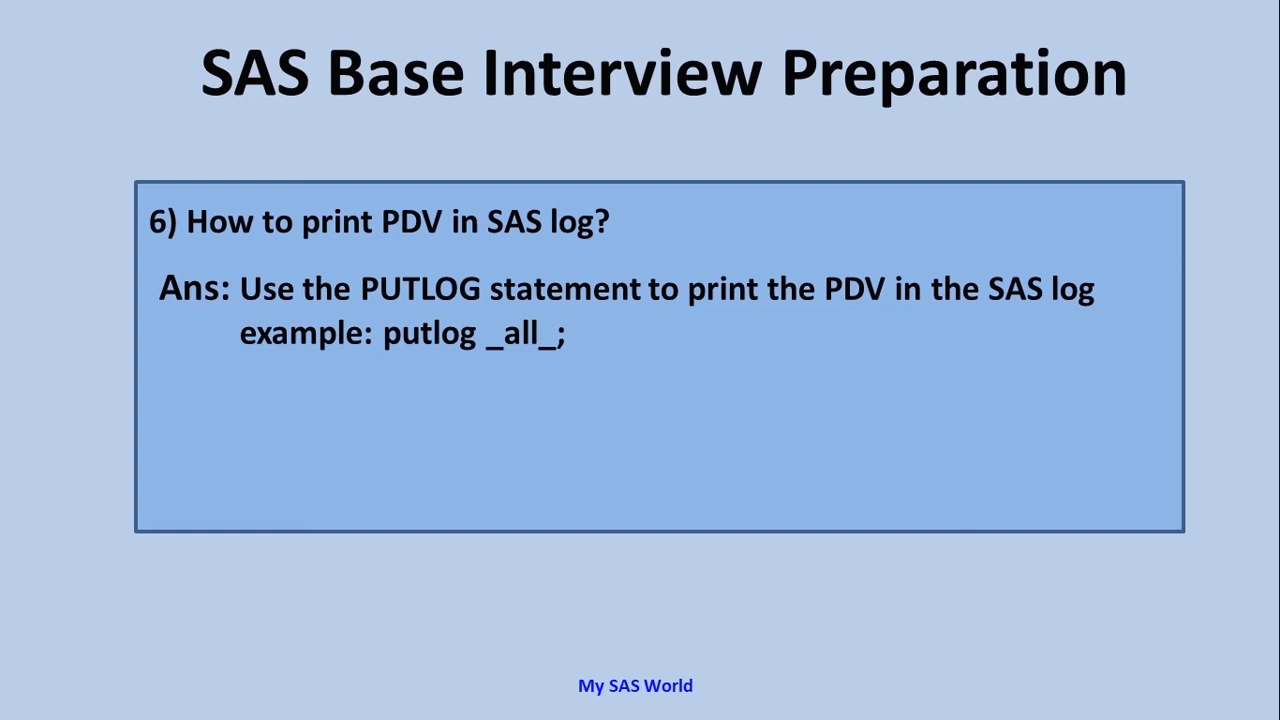 SAS Base Interview Preparation
6) How to print PDV in SAS log?
Ans: Use the PUTLOG statement to print the PDV in the SAS log
example: putlog _all_;
My SAS World